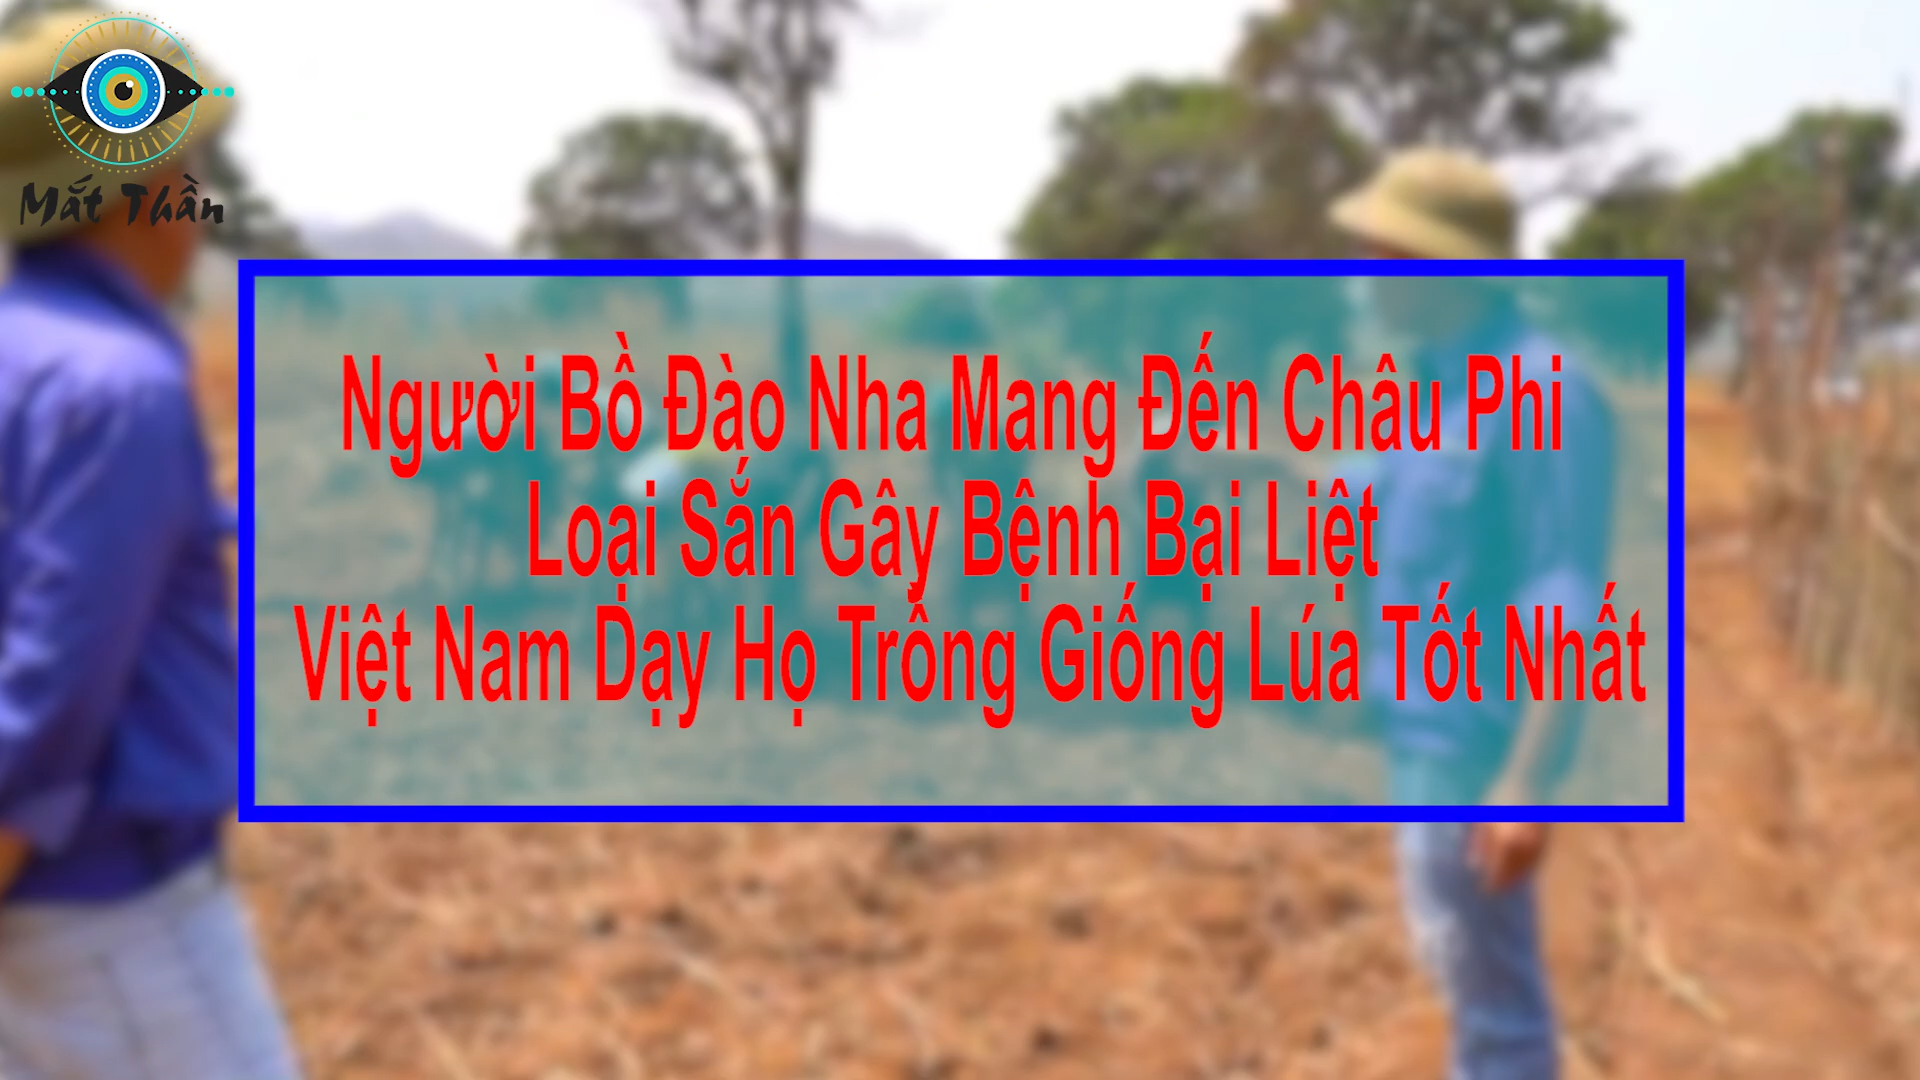 Mắt Thần
Người Bồ Đào Nha Mang Đến Châu Phi
Loại Sắn Gây Bệnh Bại Liệt
Việt Nam Dạy Họ Trồng Giống Lúa Tốt Nhất